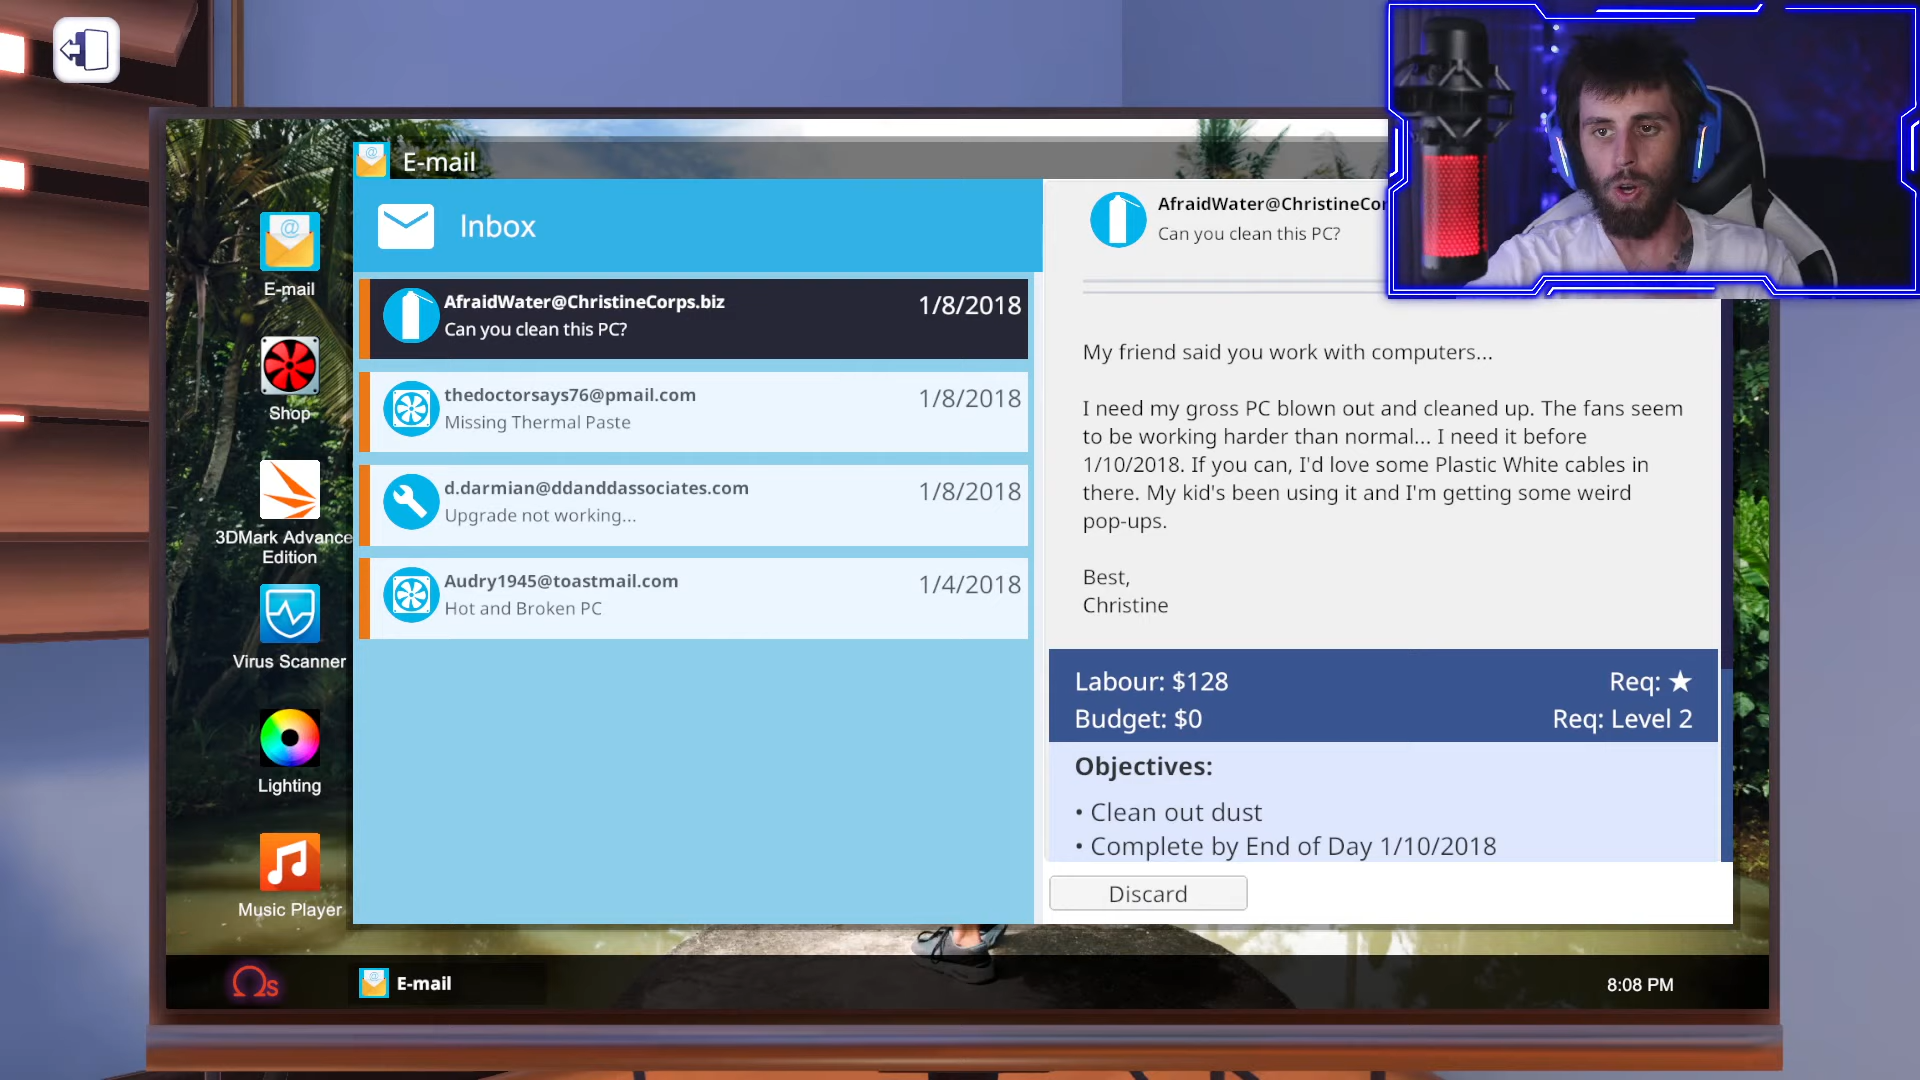 E-mail
Inbox
AfraidWater@ChristineCorps.biz
1/8/2018
Can you clean this PC?
thedoctorsays76@pmail.com
1/8/2018
Missing Thermal Paste
d.darmian@ddanddassociates.com
1/8/2018
Upgrade not working...
Audry1945@toastmail.com
1/4/2018
Hot and Broken PC
AfraidWater@ChristineCor
Can you clean this PC?
My friend said you work with computers...
I need my gross PC blown out and cleaned up. The fans seem
to be working harder than normal... I need it before
1/10/2018. If you can, I'd love some Plastic White cables in
there. My kid's been using it and I'm getting some weird
pop-ups.
Best,
Christine
Labour: $128
Req: ★
Budget: $0
Req: Level 2
Objectives:
• Clean out dust
• Complete by End of Day 1/10/2018
Discard
E-mail
Shop
3DMark Advance
Edition
Virus Scanner
Lighting
Music Player
Ωs
E-mail
8:08 PM